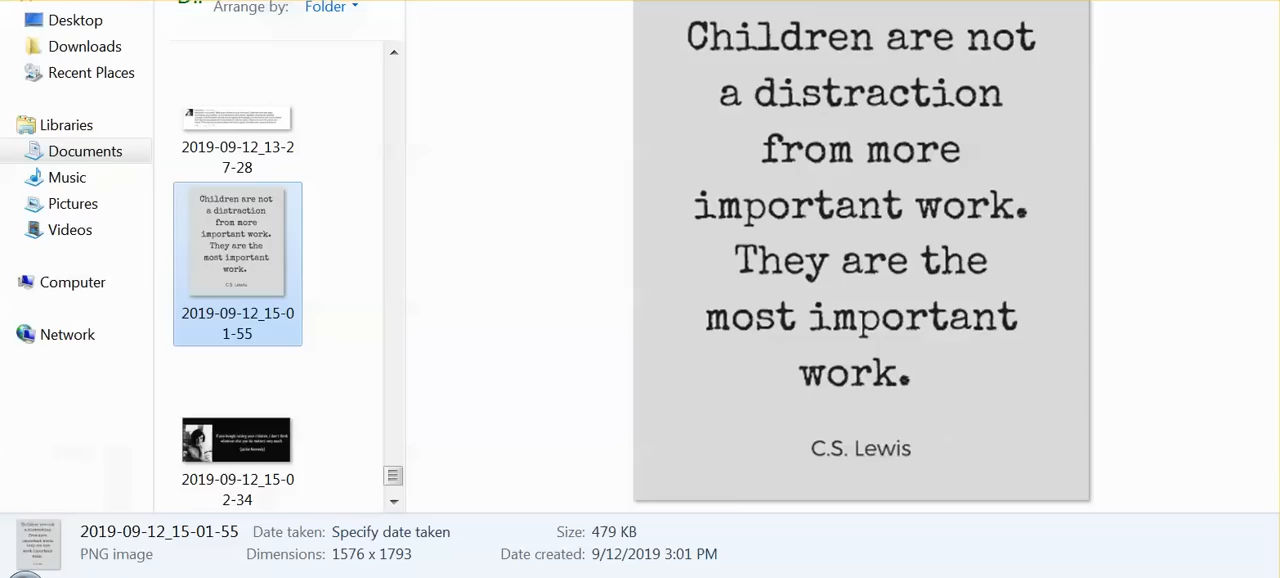 Arrange by: Folder
Desktop
Downloads
Recent Places
Libraries
Documents
Music
Pictures
Videos
Computer
Network
2019-09-12_13-2
7-28
Children are not
a distraction
from more
important work.
They are the
most important
work.
C.S. Lewis
2019-09-12_15-0
1-55
2019-09-12_15-0
2-34
Children are not
a distraction
from more
important work.
They are the
most important
work.
C.S. Lewis
2019-09-12_15-01-55 Date taken: Specify date taken Size: 479 KB
PNG image Dimensions: 1576 x 1793 Date created: 9/12/2019 3:01 PM